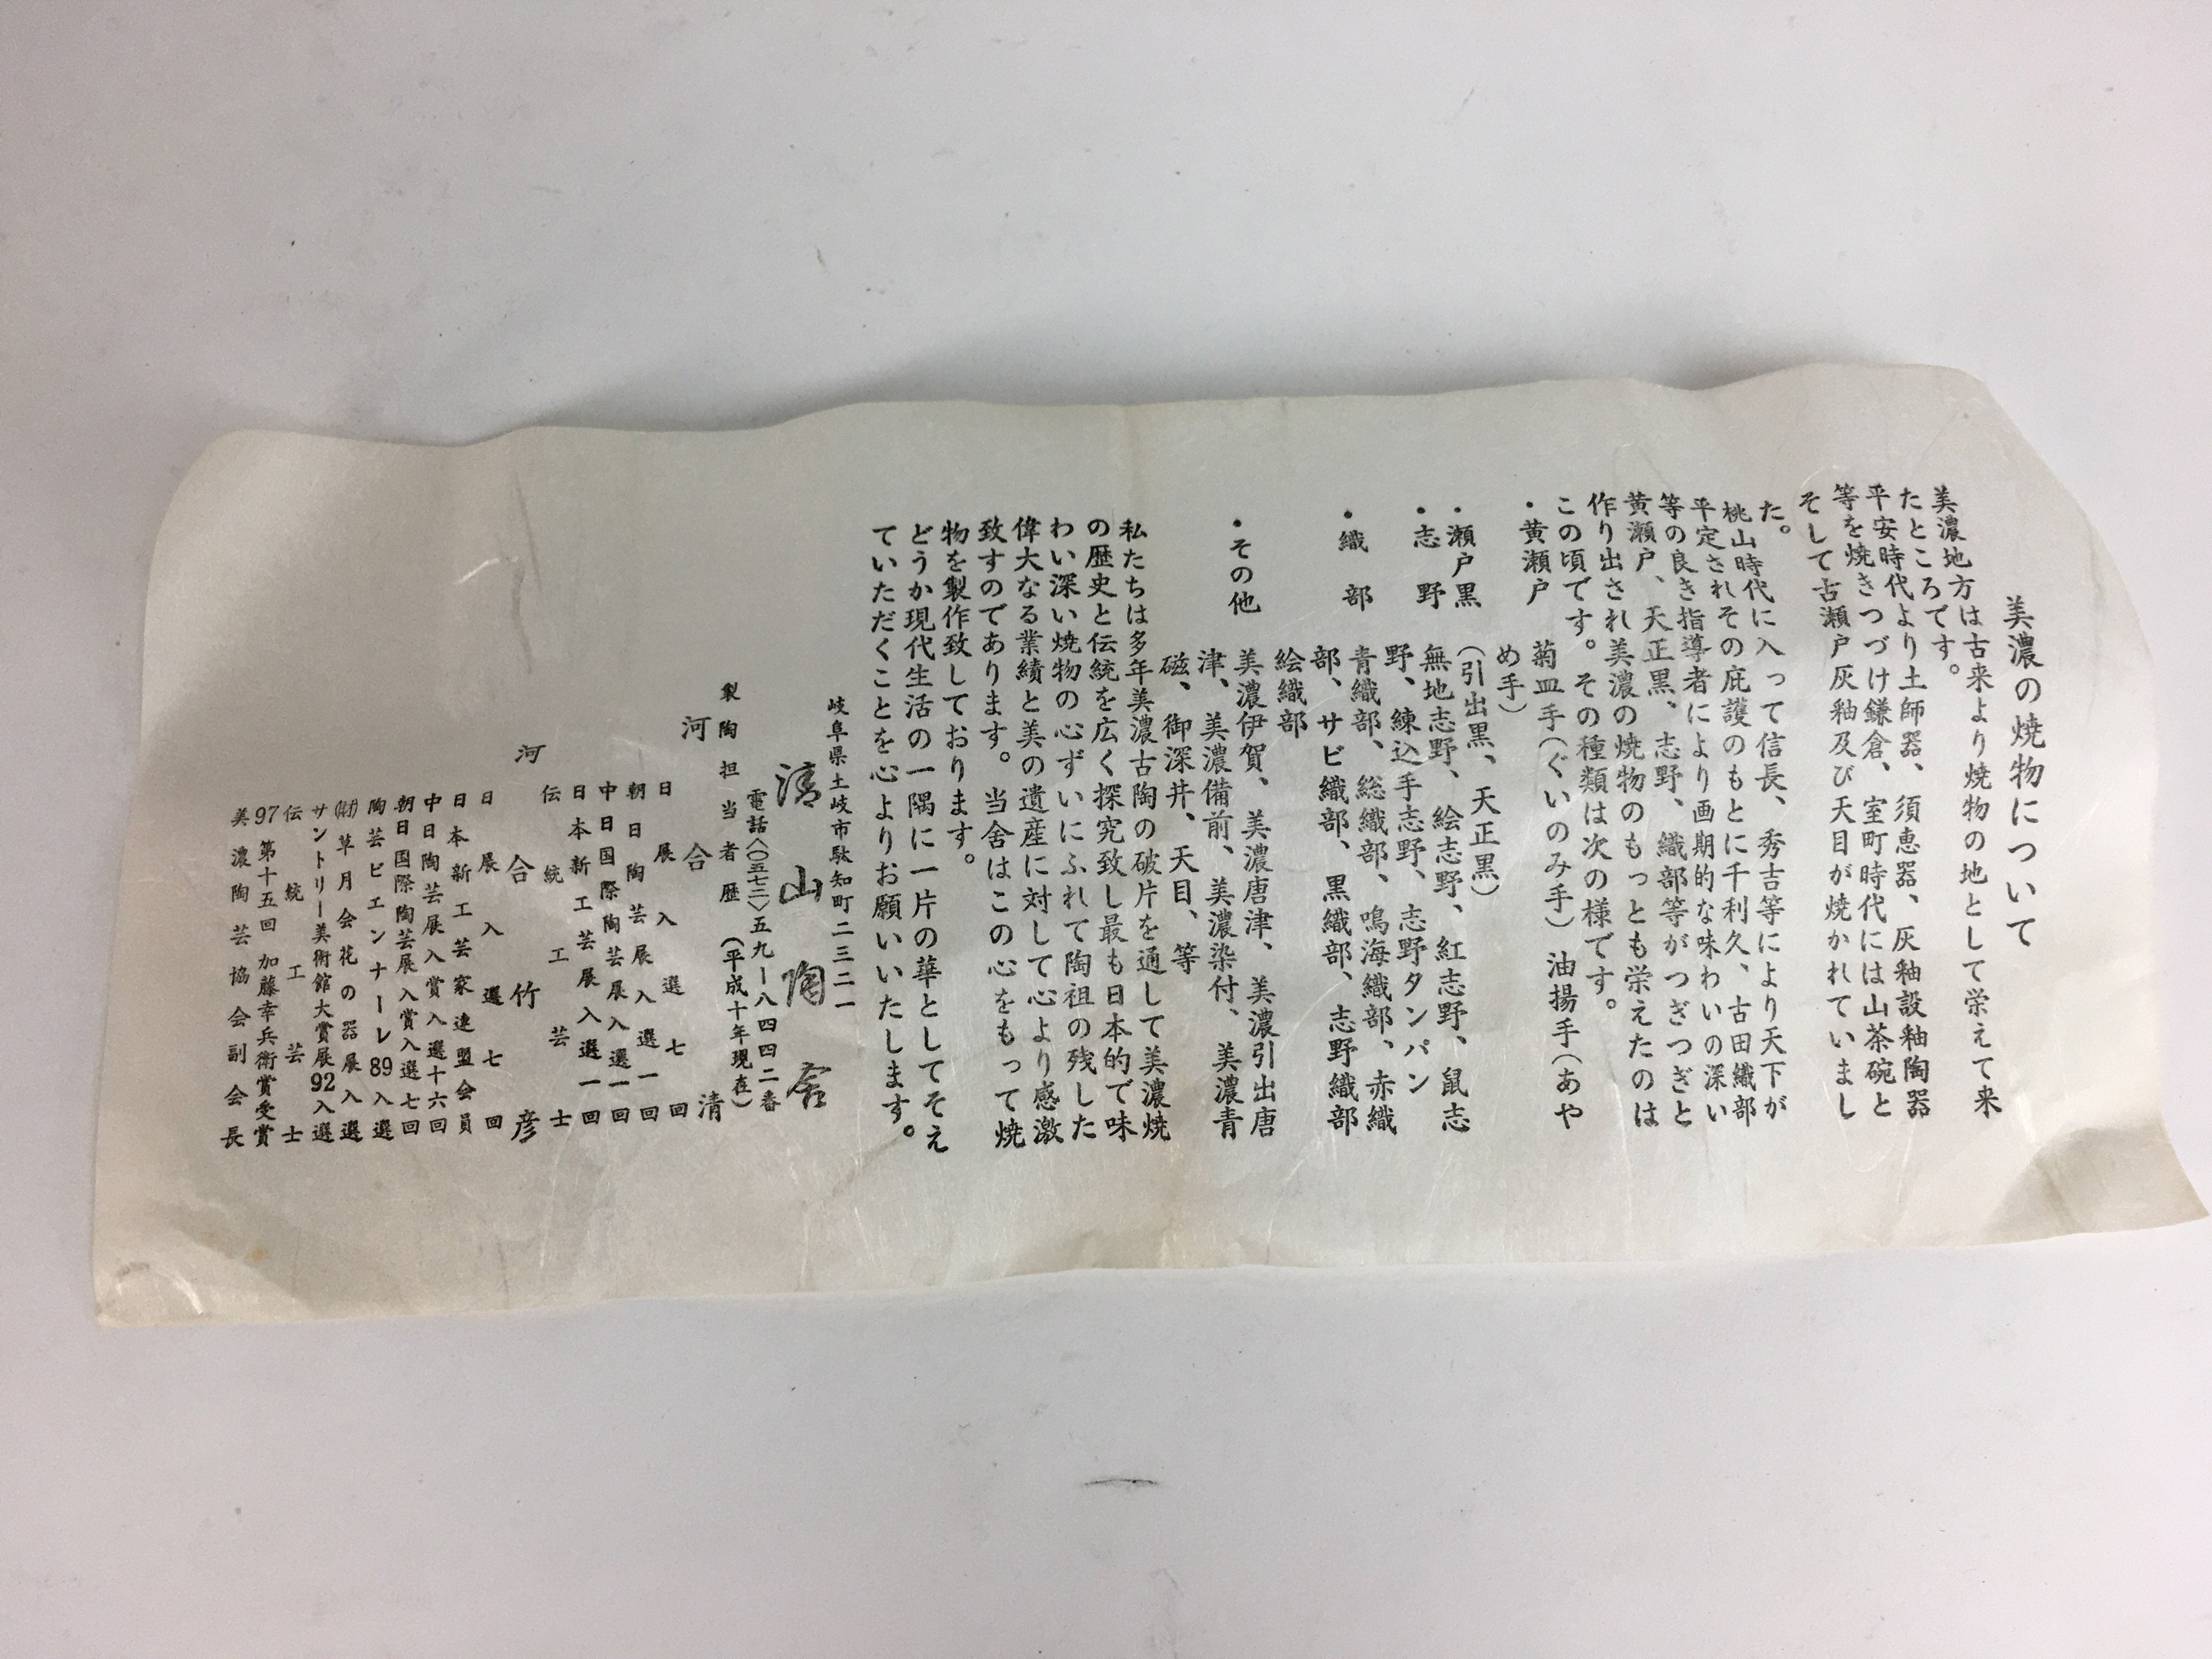 美濃の焼物について
美濃地方は古来より焼物の地として栄えて来
たところです。
平安時代より土師器、須恵器、灰釉設釉陶器
等を焼きつづけ鎌倉、室町時代には山茶碗と
そして古瀬戸灰釉及び天目が焼かれていまし
た。
桃山時代に入って信長、秀吉等により天下が
平定されその庇護のもとに千利久、古田織部
等の良き指導者により画期的な味わいの深い
黄瀬戸、天正黒、志野、織部等がつぎつぎと
作り出され美濃の焼物のもっとも栄えたのは
この頃です。その種類は次の様です。
・黄瀬戸 菊皿手(ぐいのみ手)油揚手(あや
め手)
・瀬戸黒 (引出黒、天正黒)
・志野 無地志野、絵志野、紅志野、鼠志
野、練込手志野、志野タンパン
・織部 青織部、総織部、鳴海織部、赤織
部、サビ織部、黒織部、志野織部
絵織部
・その他 美濃伊賀、美濃唐津、美濃引出唐
津、美濃備前、美濃染付、美濃青
磁、御深井、天目、等
私たちは多年美濃古陶の破片を通して美濃焼
の歴史と伝統を広く探究致し最も日本的で味
わい深い焼物の心ずいにふれて陶祖の残した
偉大なる業績と美の遺産に対して心より感激
致すのであります。当舎はこの心をもって焼
物を製作致しております。
どうか現代生活の一隅に一片の華としてそえ
ていただくことを心よりお願いいたします。
岐阜県土岐市駄知町二三二一
清山陶舎
電話〈〇五七二〉五九ー八四四二番
製陶担当者歴 (平成十年現在)
河合 清
日展入選七回
朝日陶芸展入選一回
中日国際陶芸展入選一回
日本新工芸展入選一回
伝統工芸士
河合竹彦
日展入選七回
日本新工芸家連盟会員
中日陶芸展入賞入選十六回
朝日国際陶芸展入賞入選七回
陶芸ビエンナーレ89入選
(財)草月会花の器展入選
サントリー美術館大賞展92入選
伝統工芸士
97第十五回加藤幸兵衛賞受賞
美濃陶芸協会副会長